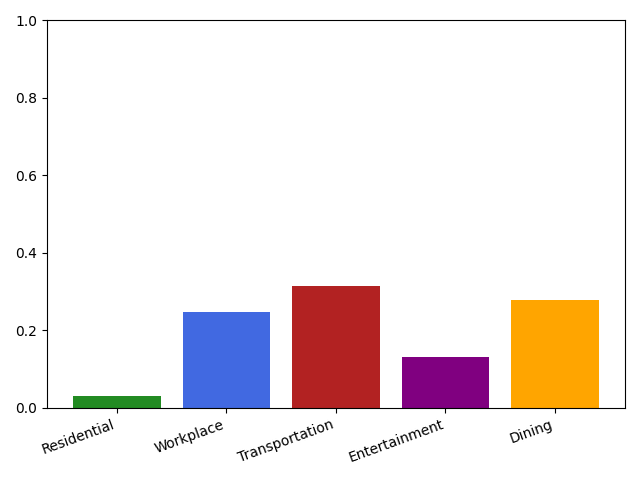 1.0
0.8
0.6
0.4
0.2
0.0
Residential
Workplace
Transportation
Entertainment
Dining